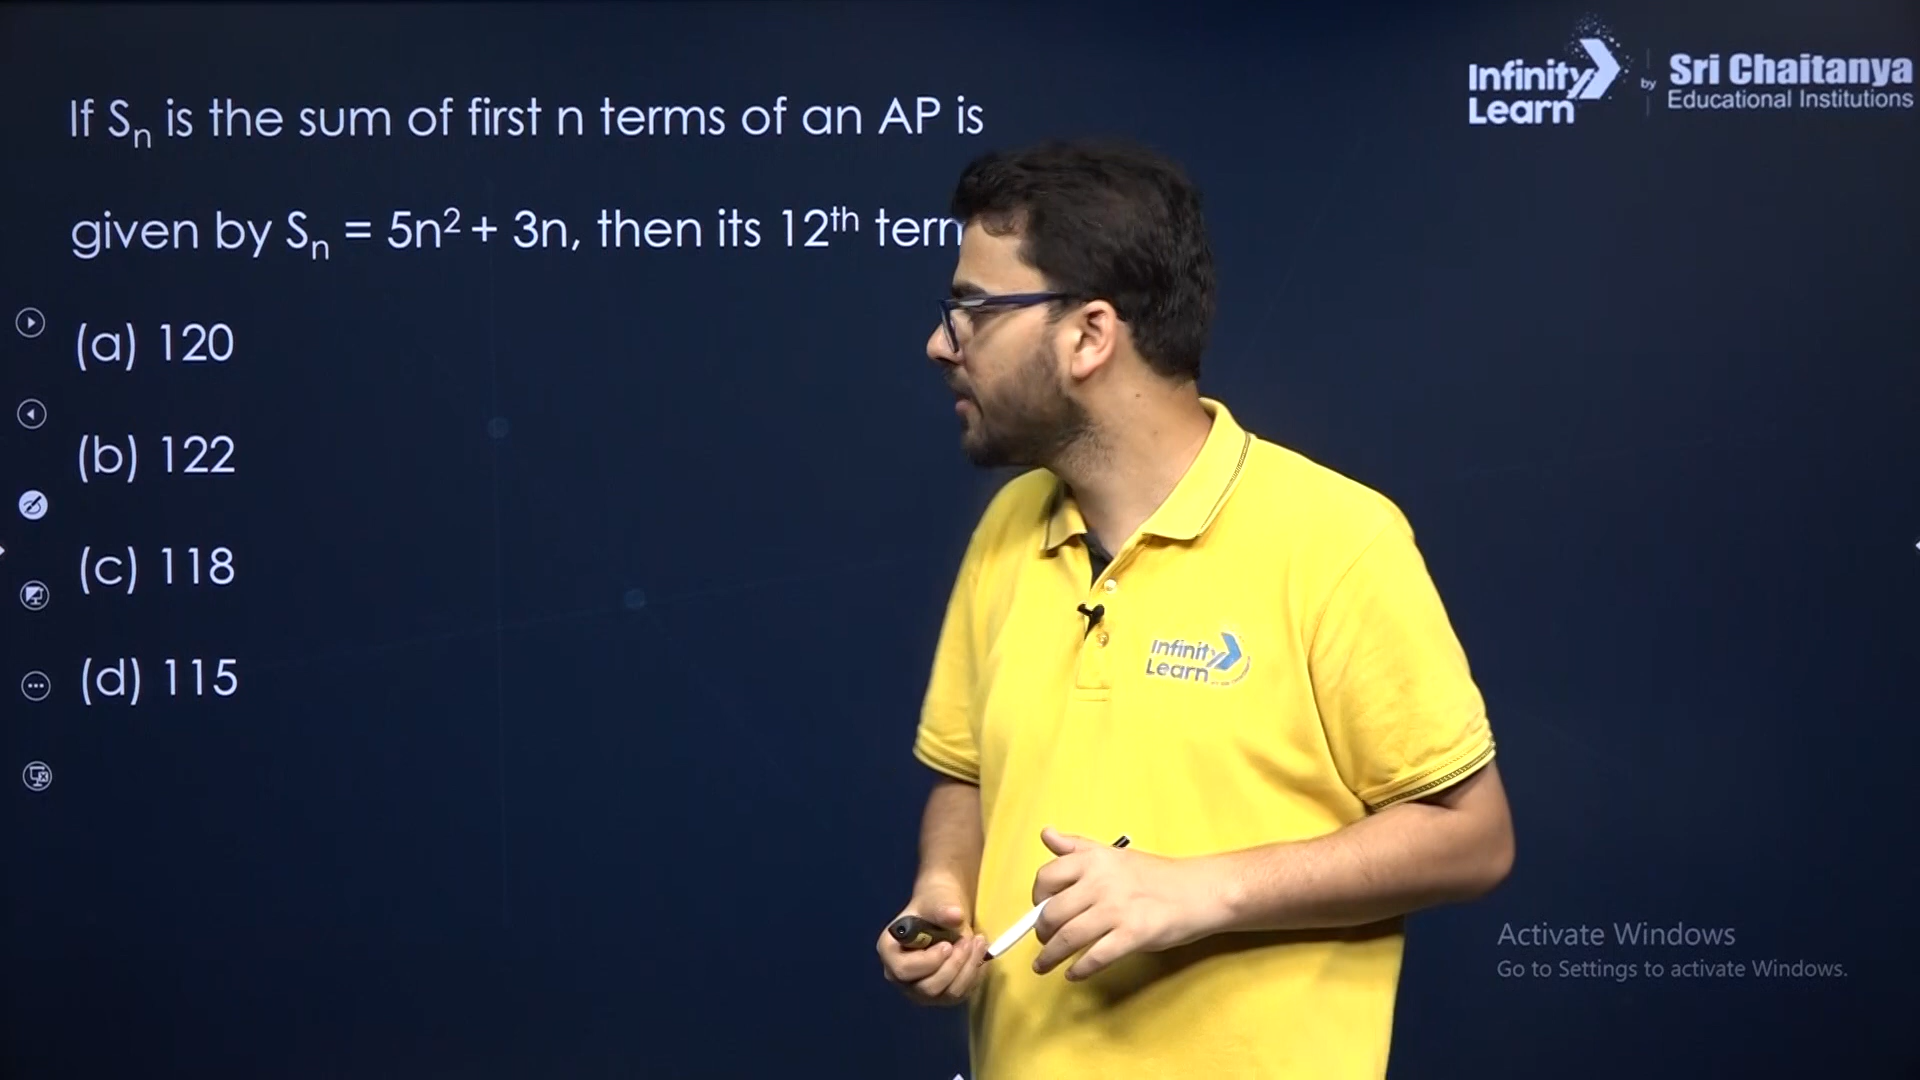 If Sn is the sum of first n terms of an AP is
given by Sn = 5n² + 3n, then its 12th
(a) 120
(b) 122
(c) 118
(d) 115
Infinity
Learn
by
Sri Chaitanya
Educational Institutions
Infinity
Learn
Activate Windows
Go to Settings to activate Windows.